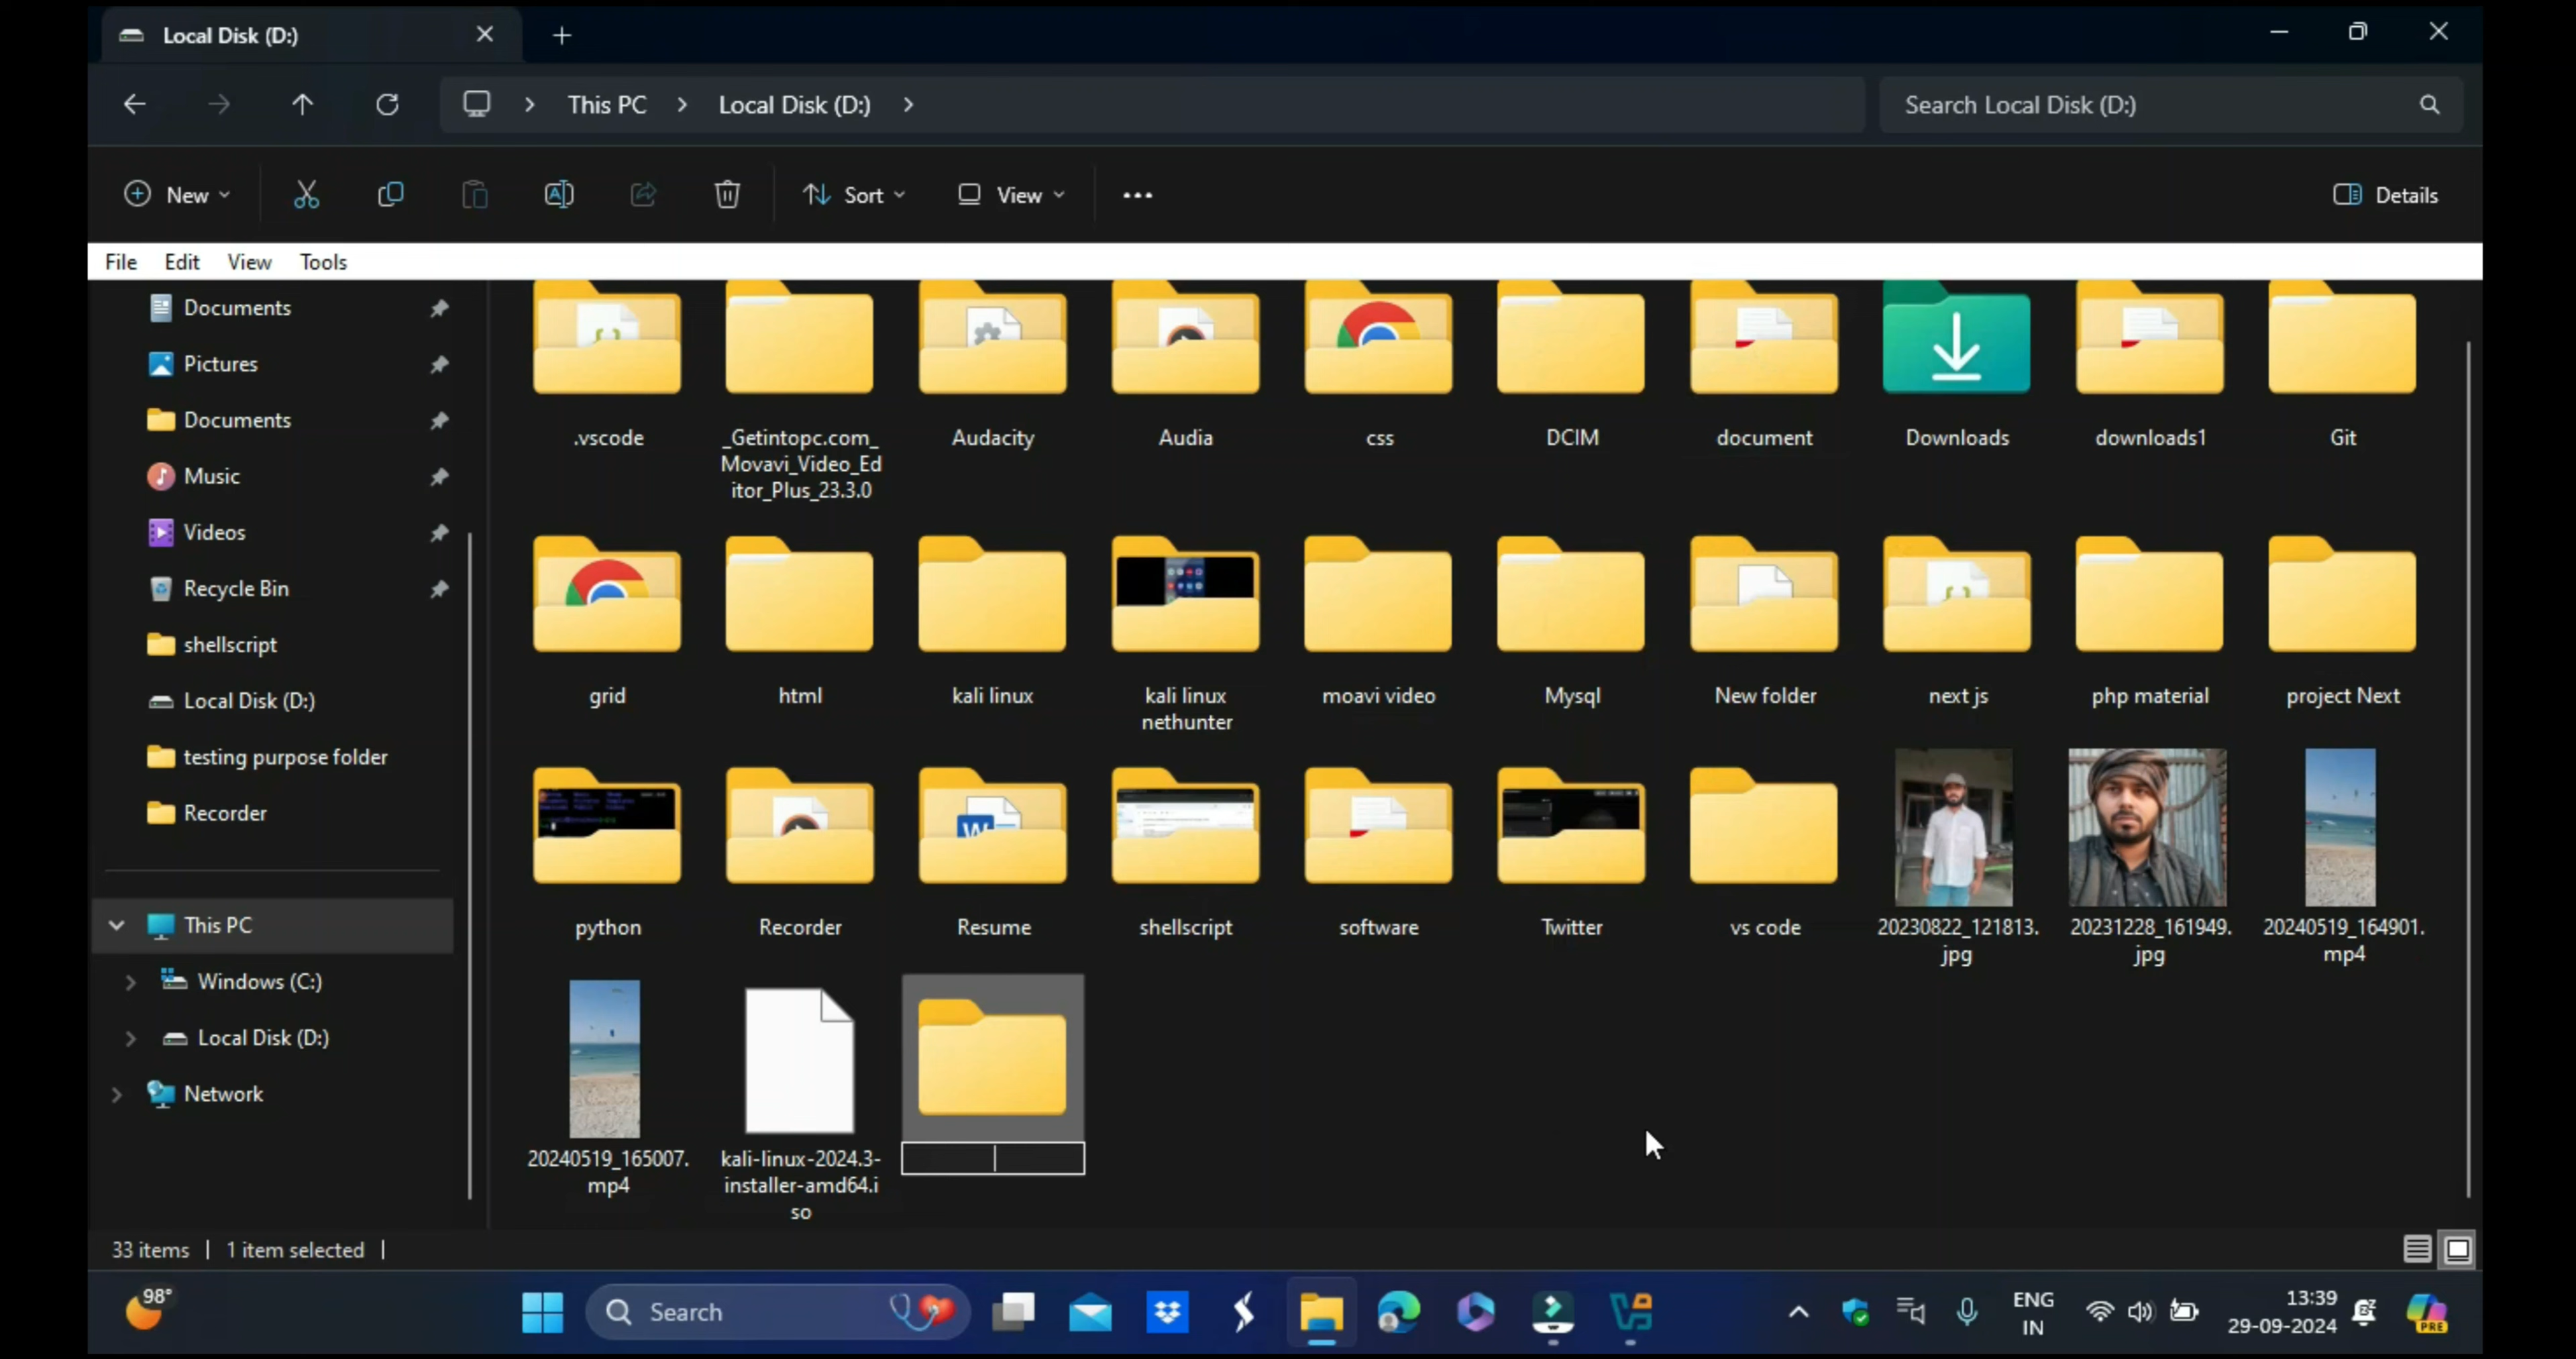 Local Disk (D:)
This PC > Local Disk (D:) >
Search Local Disk (D:)
New
Sort
View
Details
File Edit View Tools
Documents
Pictures
Documents
Music
Videos
Recycle Bin
shellscript
Local Disk (D:)
testing purpose folder
Recorder
This PC
Windows (C:)
Local Disk (D:)
Network
.vscode
_Getintopc.com_
Movavi_Video_Ed
itor_Plus_23.3.0
Audacity
Audia
css
DCIM
document
Downloads
downloads1
Git
grid
html
kali linux
kali linux
nethunter
moavi video
Mysql
New folder
next js
php material
project Next
python
Recorder
Resume
shellscript
software
Twitter
vs code
20230822_121813.
jpg
20231228_161949.
jpg
20240519_164901.
mp4
20240519_165007.
mp4
kali-linux-2024.3-
installer-amd64.i
so
33 items | 1 item selected |
98°
Search
ENG
IN
13:39
29-09-2024
PRE